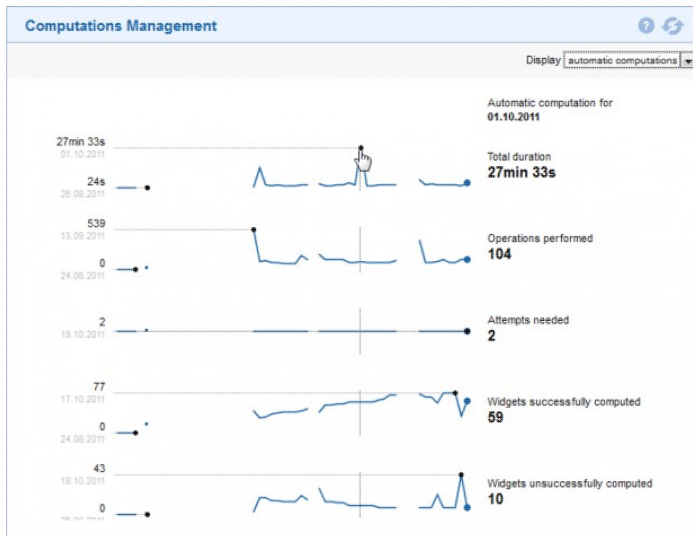 Computations Management
?
Display automatic computations
Automatic computation for
01.10.2011
27min 33s
01.10.2011
24s
26.08.2011
Total duration
27min 33s
539
13.09.2011
0
24.08.2011
Operations performed
104
2
19.10.2011
Attempts needed
2
77
17.10.2011
0
24.08.2011
Widgets successfully computed
59
43
18.10.2011
0
Widgets unsuccessfully computed
10